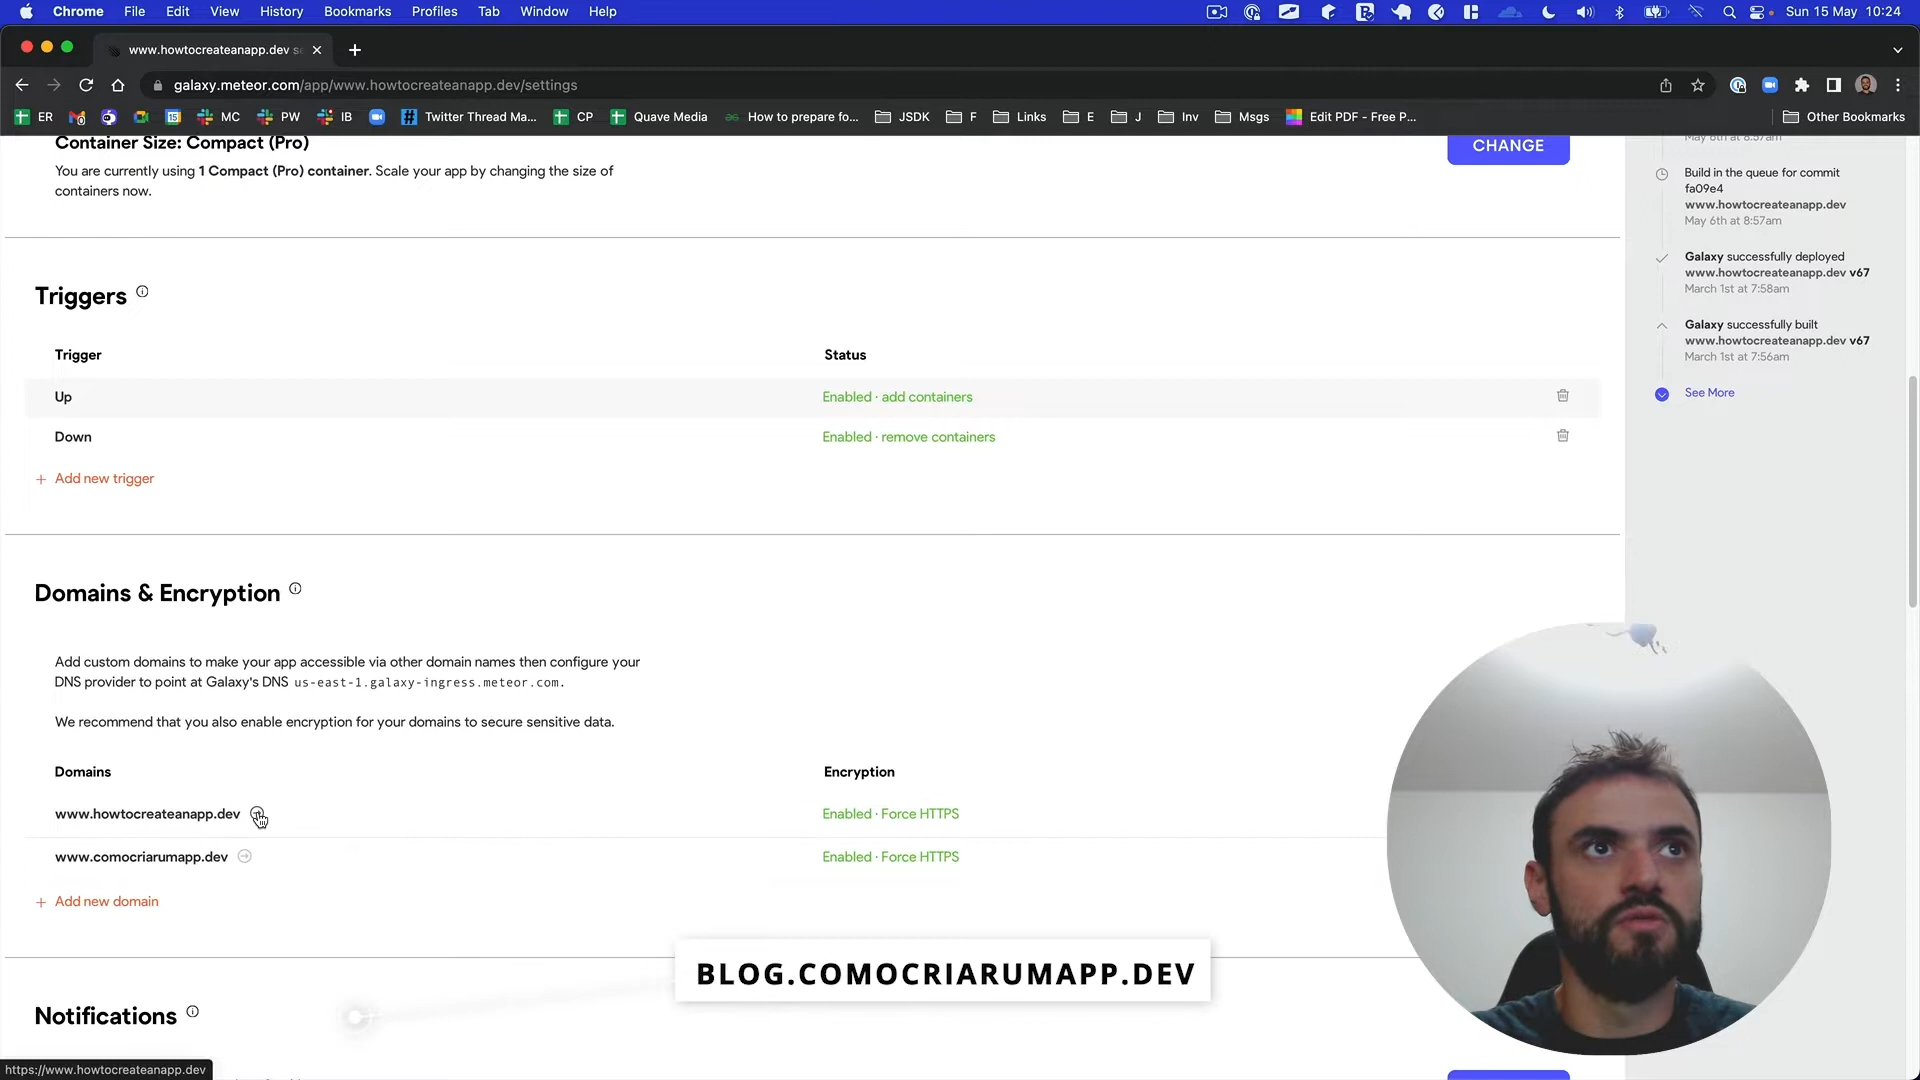 Chrome File Edit View History Bookmarks Profiles Tab Window Help Sun 15 May 10:24
www.howtocreateanapp.dev se
galaxy.meteor.com/app/www.howtocreateanapp.dev/settings
ER MC PW IB Twitter Thread Ma... CP Quave Media How to prepare fo... JSDK F Links E J Inv Msgs Edit PDF - Free P... Other Bookmarks
Container Size: Compact (Pro)
You are currently using 1 Compact (Pro) container. Scale your app by changing the size of
containers now.
CHANGE
Triggers
Trigger Status
Up Enabled · add containers
Down Enabled · remove containers
+ Add new trigger
Domains & Encryption
Add custom domains to make your app accessible via other domain names then configure your
DNS provider to point at Galaxy's DNS us-east-1.galaxy-ingress.meteor.com.
We recommend that you also enable encryption for your domains to secure sensitive data.
Domains Encryption
www.howtocreateanapp.dev Enabled · Force HTTPS
www.comocriarumapp.dev Enabled · Force HTTPS
+ Add new domain
Notifications
BLOG.COMOCRIARUMAPP.DEV
https://www.howtocreateanapp.dev
May 6th at 8:57am
Build in the queue for commit
fa09e4
www.howtocreateanapp.dev
May 6th at 8:57am
Galaxy successfully deployed
www.howtocreateanapp.dev v67
March 1st at 7:58am
Galaxy successfully built
www.howtocreateanapp.dev v67
March 1st at 7:56am
See More